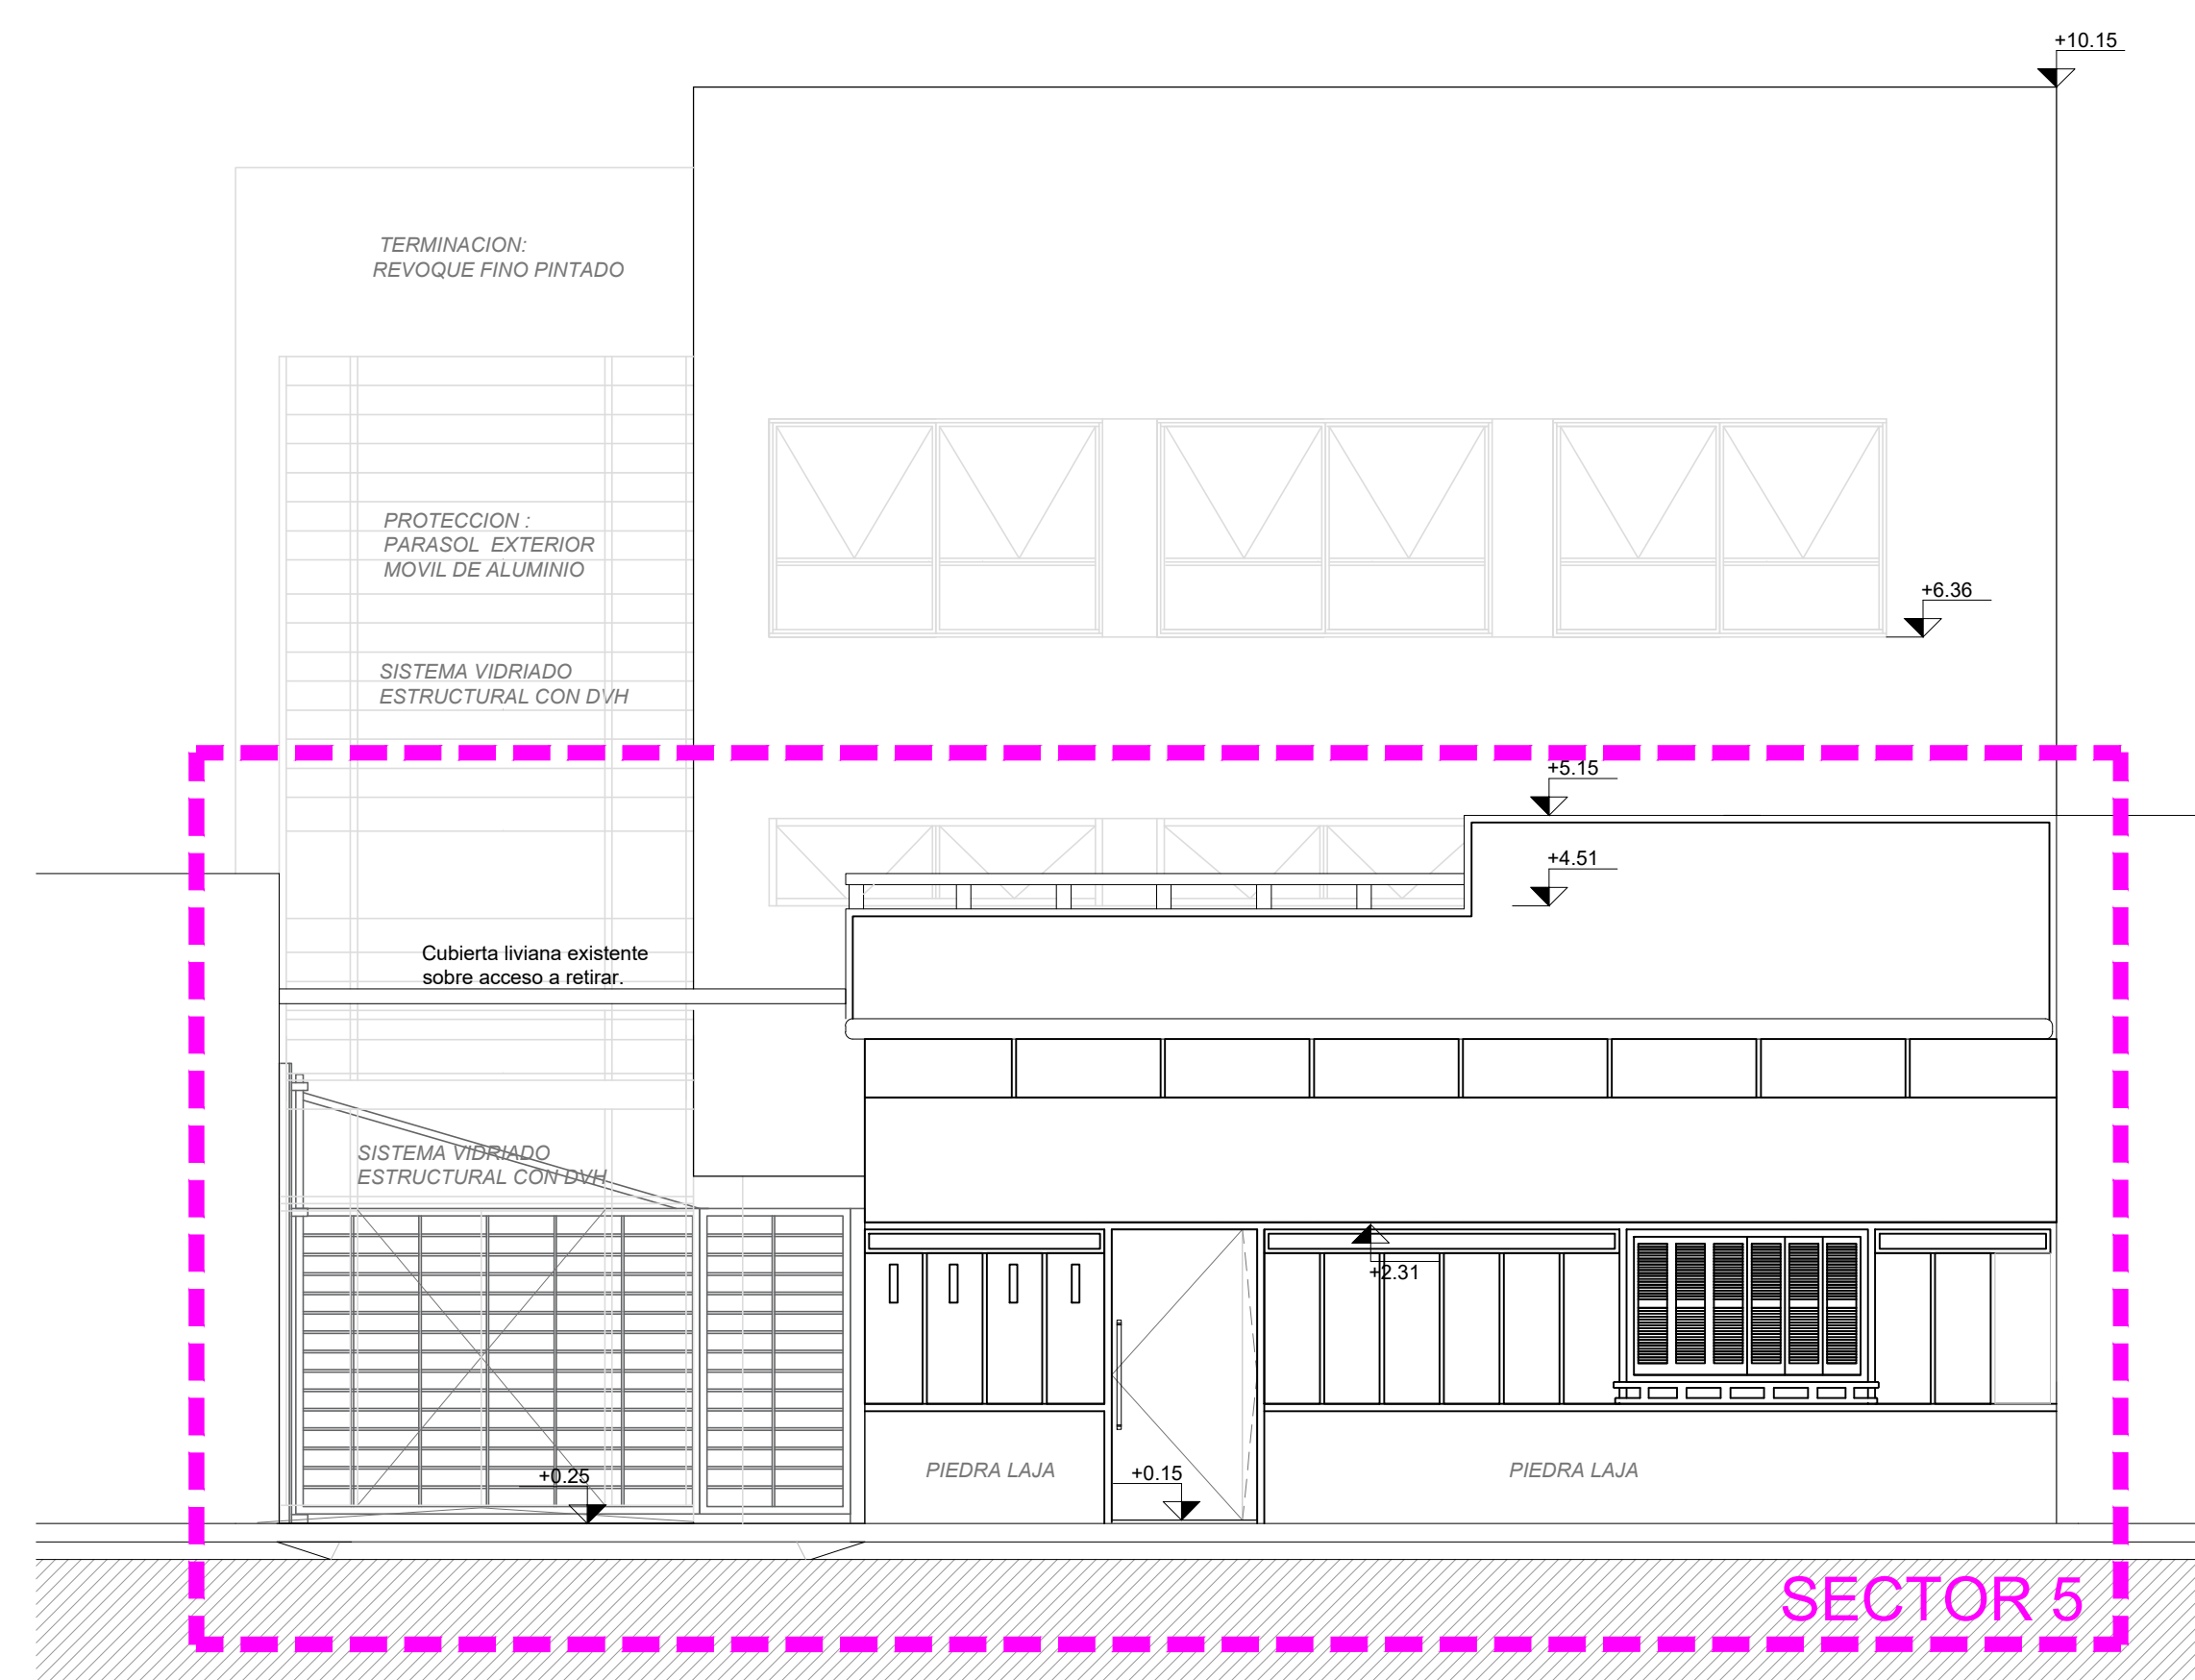 +10.15
TERMINACION:
REVOQUE FINO PINTADO
PROTECCION :
PARASOL EXTERIOR
MOVIL DE ALUMINIO
+6.36
SISTEMA VIDRIADO
ESTRUCTURAL CON DVH
+5.15
+4.51
Cubierta liviana existente
sobre acceso a retirar.
SISTEMA VIDRIADO
ESTRUCTURAL CON DVH
+2.31
+0.25
PIEDRA LAJA
+0.15
PIEDRA LAJA
SECTOR 5